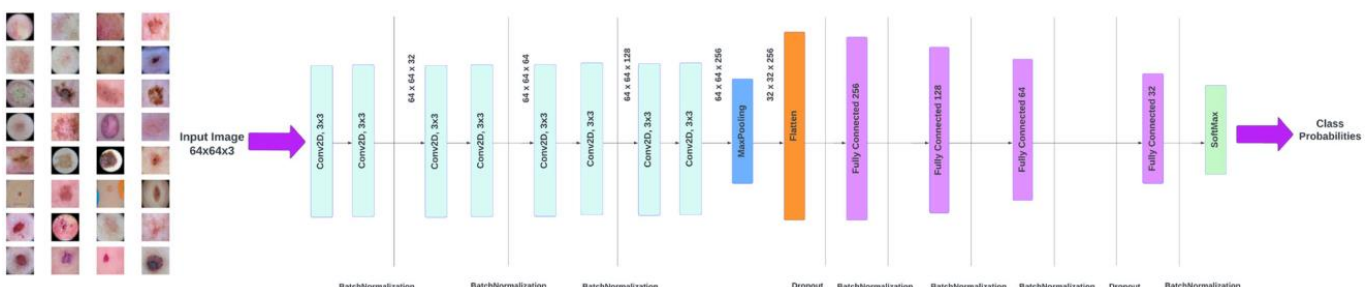 Input Image
64x64x3
Conv2D, 3x3
Conv2D, 3x3
64 x 64 x 32
Conv2D, 3x3
Conv2D, 3x3
64 x 64 x 64
Conv2D, 3x3
Conv2D, 3x3
64 x 64 x 128
Conv2D, 3x3
Conv2D, 3x3
64 x 64 x 256
MaxPooling
32 x 32 x 256
Flatten
Fully Connected 256
Fully Connected 128
Fully Connected 64
Fully Connected 32
SoftMax
Class
Probabilities
BatchNormalization
BatchNormalization
BatchNormalization
Dropout
BatchNormalization
BatchNormalization
BatchNormalization
Dropout
BatchNormalization